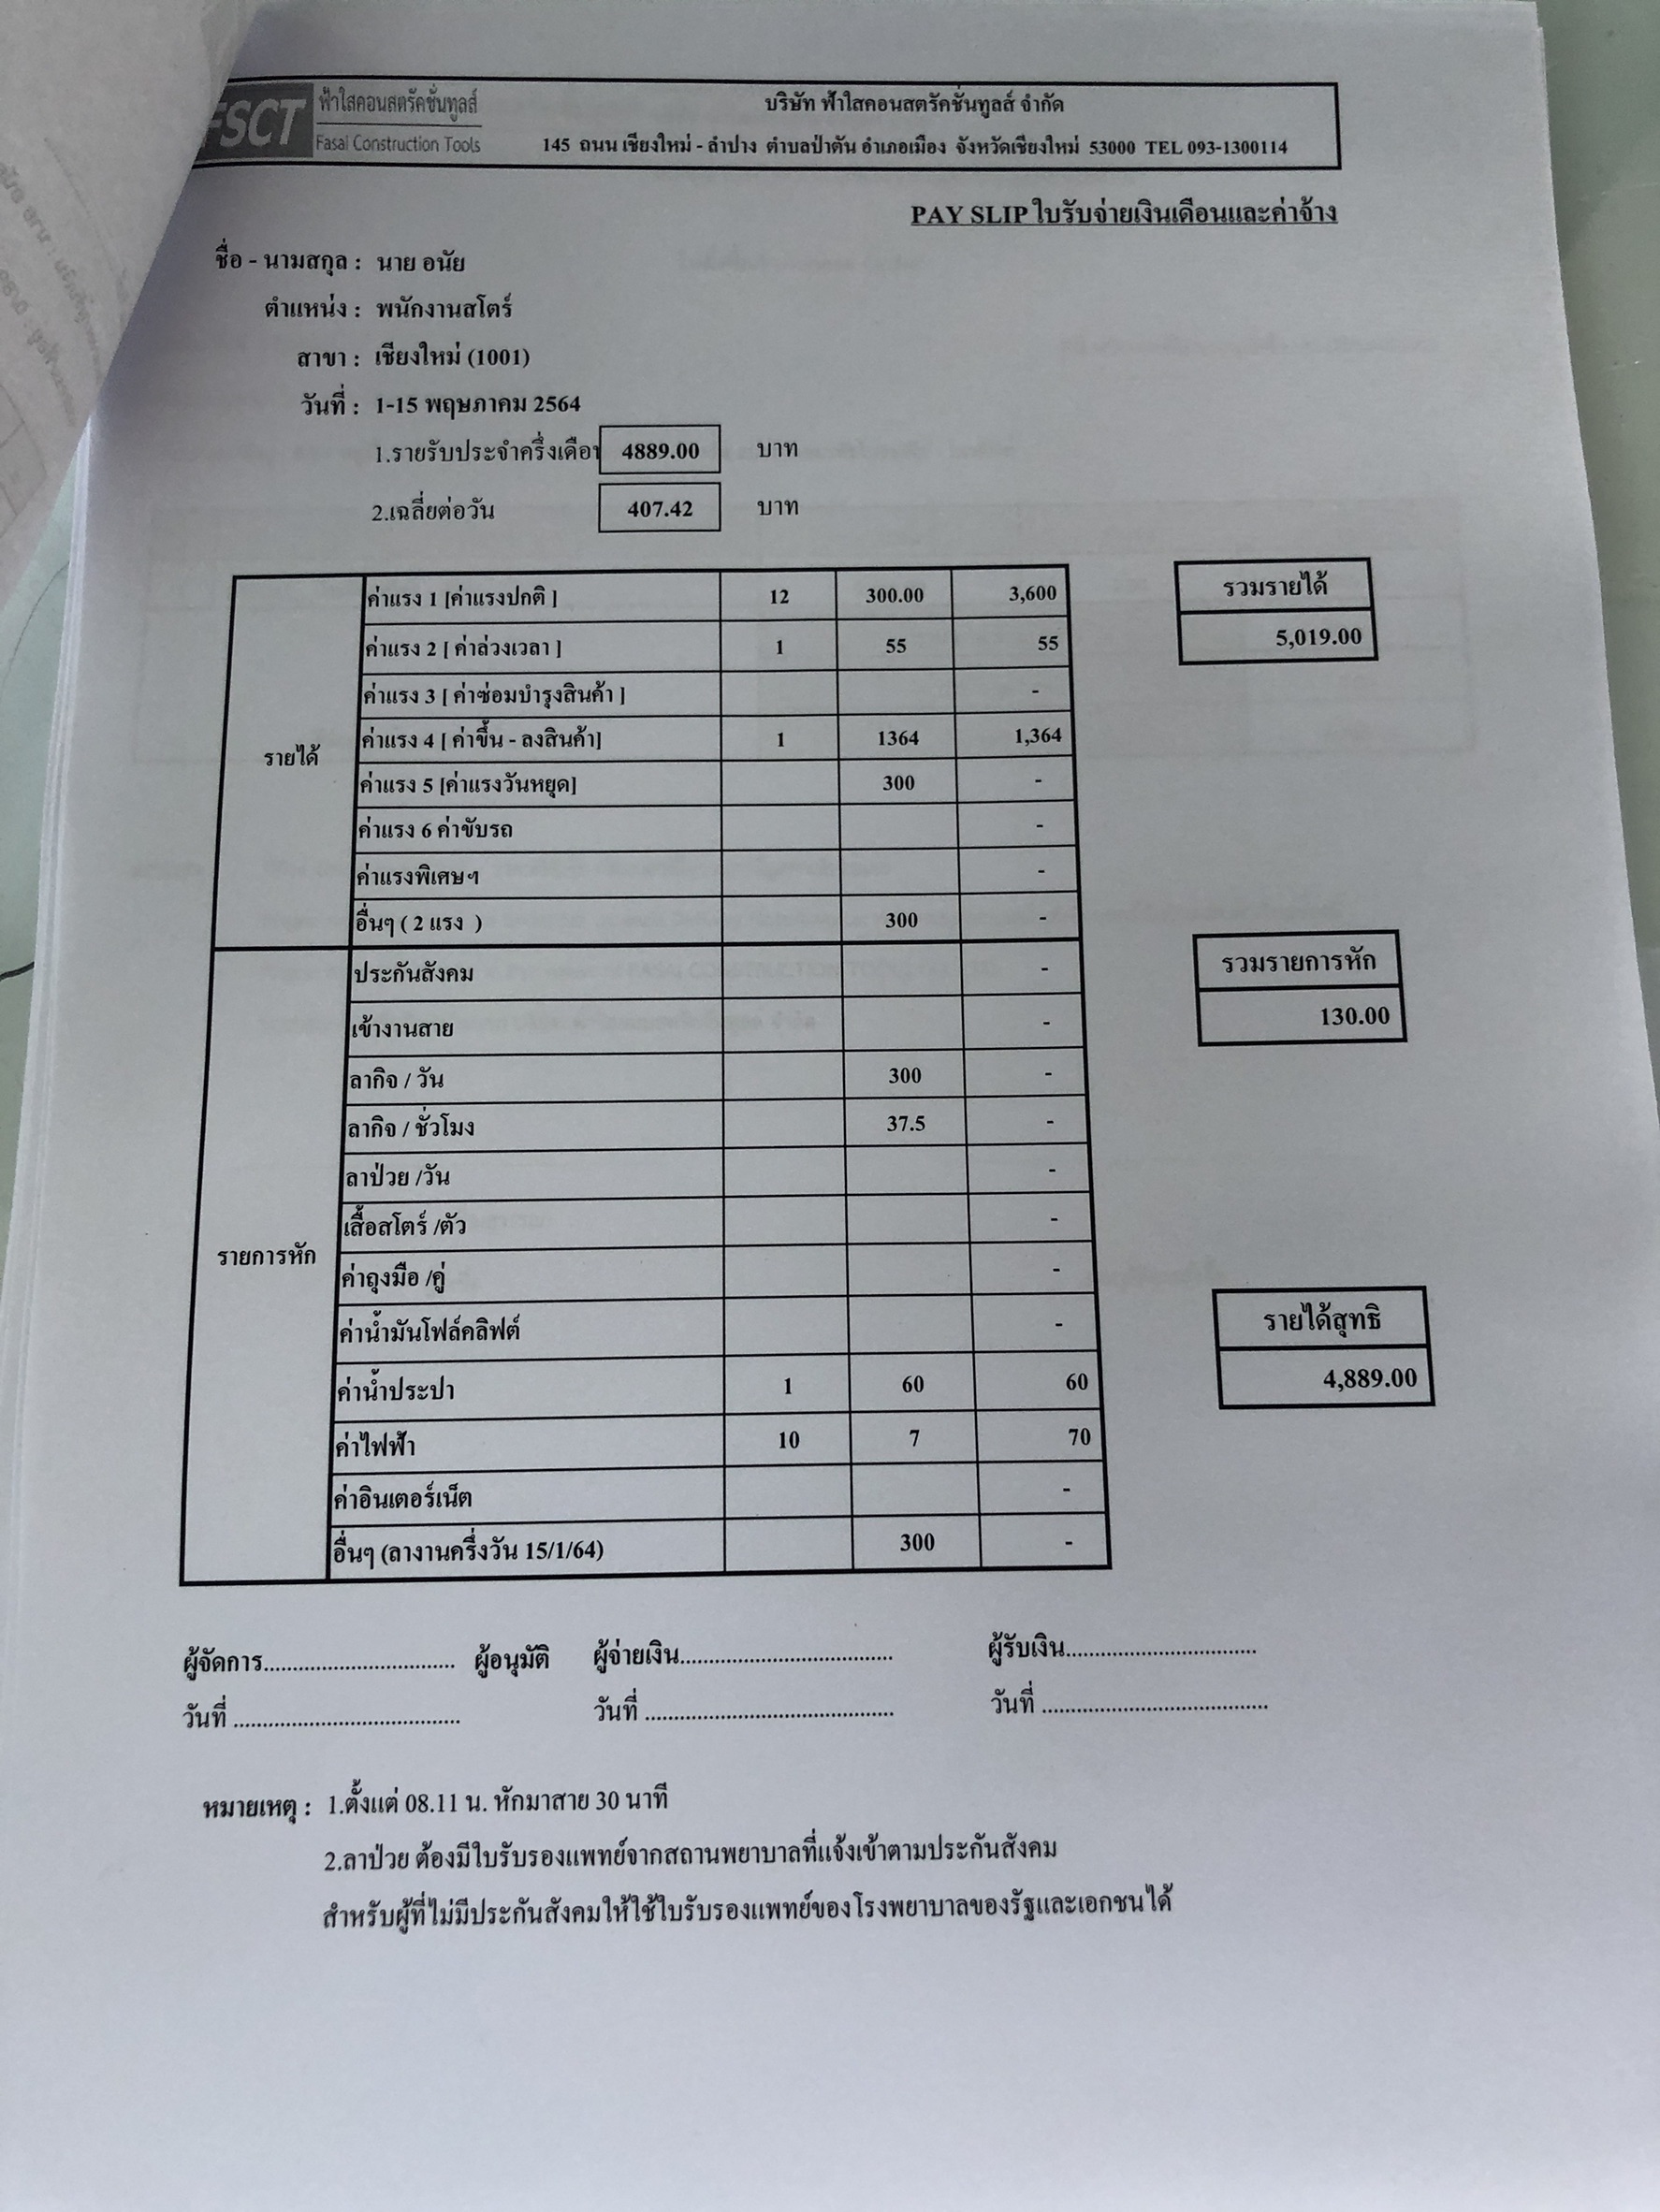 FSCT ฟ้าใสคอนสตรัคชั่นทูลส์
Fasai Construction Tools
บริษัท ฟ้าใสคอนสตรัคชั่นทูลส์ จำกัด
145 ถนน เชียงใหม่ - ลำปาง ตำบลป่าตัน อำเภอเมือง จังหวัดเชียงใหม่ 53000 TEL 093-1300114
PAY SLIP ใบรับจ่ายเงินเดือนและค่าจ้าง
ชื่อ - นามสกุล : นาย อนัย
ตำแหน่ง : พนักงานสโตร์
สาขา : เชียงใหม่ (1001)
วันที่ : 1-15 พฤษภาคม 2564
1.รายรับประจำครึ่งเดือน 4889.00 บาท
2.เฉลี่ยต่อวัน 407.42 บาท
รายได้
ค่าแรง 1 [ค่าแรงปกติ ] 12 300.00 3,600
ค่าแรง 2 [ ค่าล่วงเวลา ] 1 55 55
ค่าแรง 3 [ ค่าซ่อมบำรุงสินค้า ] -
ค่าแรง 4 [ ค่าขึ้น - ลงสินค้า] 1 1364 1,364
ค่าแรง 5 [ค่าแรงวันหยุด] 300 -
ค่าแรง 6 ค่าขับรถ -
ค่าแรงพิเศษฯ -
อื่นๆ ( 2 แรง ) 300 -
รวมรายได้
5,019.00
รายการหัก
ประกันสังคม -
เข้างานสาย -
ลากิจ / วัน 300 -
ลากิจ / ชั่วโมง 37.5 -
ลาป่วย /วัน -
เสื้อสโตร์ /ตัว -
ค่าถุงมือ /คู่ -
ค่าน้ำมันโฟล์คลิฟต์ -
ค่าน้ำประปา 1 60 60
ค่าไฟฟ้า 10 7 70
ค่าอินเตอร์เน็ต -
อื่นๆ (ลางานครึ่งวัน 15/1/64) 300 -
รวมรายการหัก
130.00
รายได้สุทธิ
4,889.00
ผู้จัดการ................................. ผู้อนุมัติ ผู้จ่ายเงิน..................................... ผู้รับเงิน.................................
วันที่ ....................................... วันที่ ........................................... วันที่ .......................................
หมายเหตุ : 1.ตั้งแต่ 08.11 น. หักมาสาย 30 นาที
2.ลาป่วย ต้องมีใบรับรองแพทย์จากสถานพยาบาลที่แจ้งเข้าตามประกันสังคม
สำหรับผู้ที่ไม่มีประกันสังคมให้ใช้ใบรับรองแพทย์ของโรงพยาบาลของรัฐและเอกชนได้